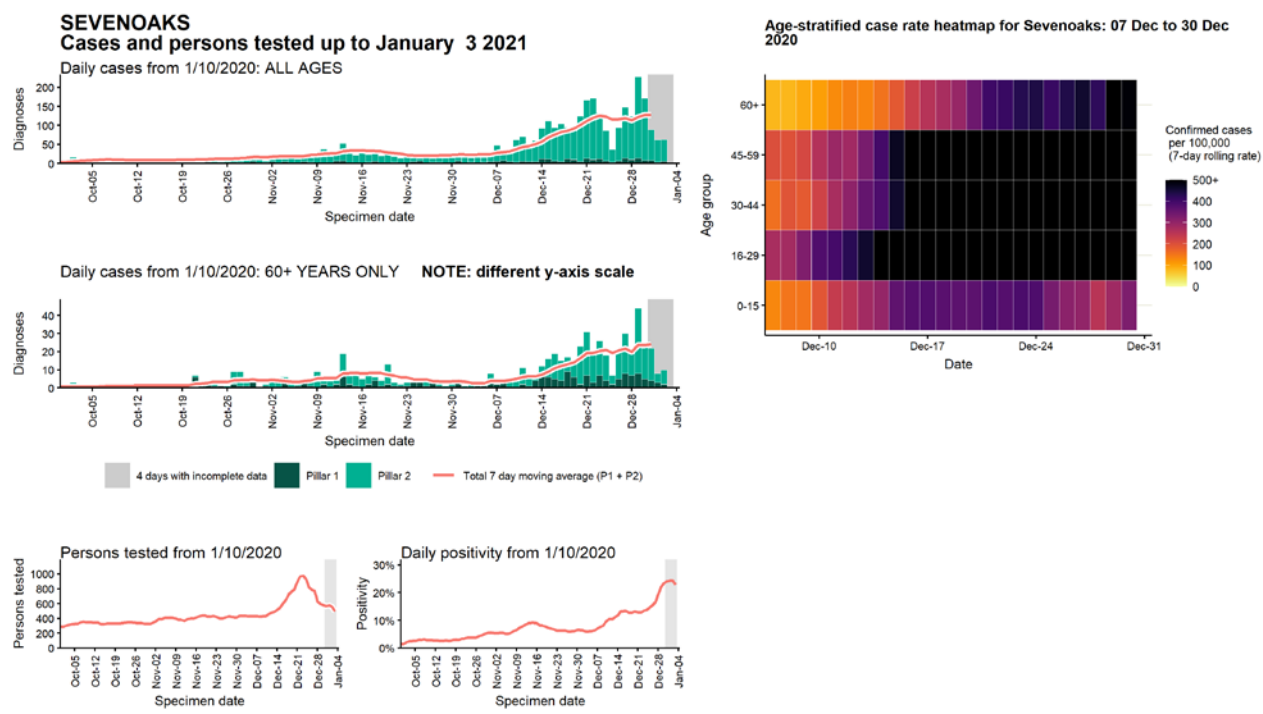 SEVENOAKS
Cases and persons tested up to January  3 2021
Daily cases from 1/10/2020: ALL AGES
Diagnoses
200
150
100
50
0
Oct-05
Oct-12
Oct-19
Oct-26
Nov-02
Nov-09
Nov-16
Nov-23
Nov-30
Dec-07
Dec-14
Dec-21
Dec-28
Jan-04
Specimen date
Daily cases from 1/10/2020: 60+ YEARS ONLY NOTE: different y-axis scale
Diagnoses
40
30
20
10
0
Oct-05
Oct-12
Oct-19
Oct-26
Nov-02
Nov-09
Nov-16
Nov-23
Nov-30
Dec-07
Dec-14
Dec-21
Dec-28
Jan-04
Specimen date
4 days with incomplete data
Pillar 1
Pillar 2
Total 7 day moving average (P1 + P2)
Persons tested from 1/10/2020
Persons tested
1000
800
600
400
200
0
Oct-05
Oct-12
Oct-19
Oct-26
Nov-02
Nov-09
Nov-16
Nov-23
Nov-30
Dec-07
Dec-14
Dec-21
Dec-28
Jan-04
Specimen date
Daily positivity from 1/10/2020
Positivity
30%
20%
10%
0%
Oct-05
Oct-12
Oct-19
Oct-26
Nov-02
Nov-09
Nov-16
Nov-23
Nov-30
Dec-07
Dec-14
Dec-21
Dec-28
Jan-04
Specimen date
Age-stratified case rate heatmap for Sevenoaks: 07 Dec to 30 Dec
2020
Age group
60+
45-59
30-44
16-29
0-15
Dec-10
Dec-17
Dec-24
Dec-31
Date
Confirmed cases
per 100,000
(7-day rolling rate)
500+
400
300
200
100
0